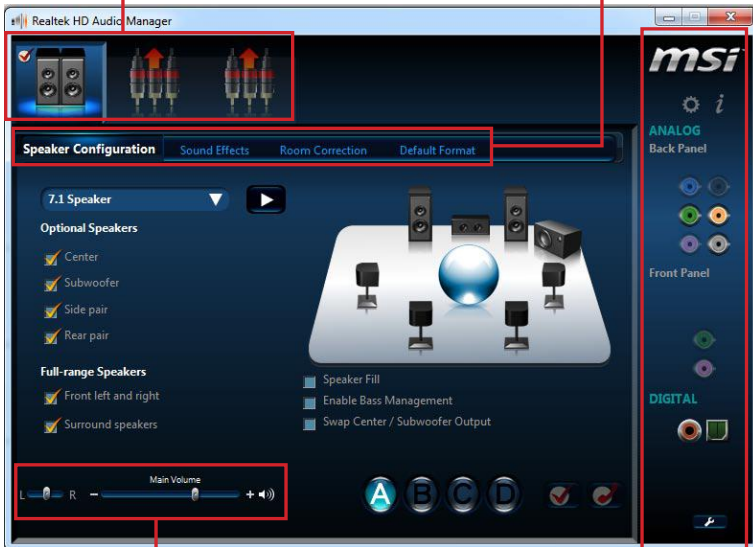 Realtek HD Audio Manager
msi
i
ANALOG
Back Panel
Speaker Configuration Sound Effects Room Correction Default Format
7.1 Speaker
Optional Speakers
Center
Subwoofer
Side pair
Rear pair
Full-range Speakers
Front left and right
Surround speakers
Speaker Fill
Enable Bass Management
Swap Center / Subwoofer Output
Front Panel
DIGITAL
Main Volume
L R - +
A B C D